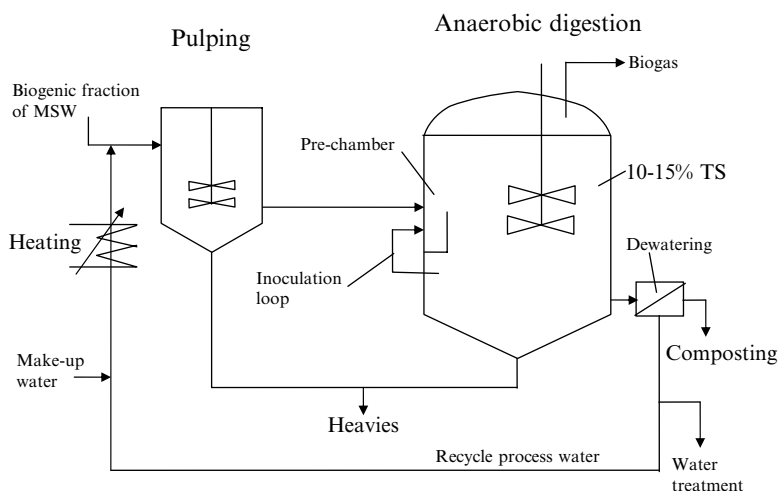 Pulping
Anaerobic digestion
Biogas
Biogenic fraction
of MSW
Pre-chamber
10-15% TS
Heating
Inoculation
loop
Dewatering
Make-up
water
Composting
Heavies
Recycle process water
Water
treatment